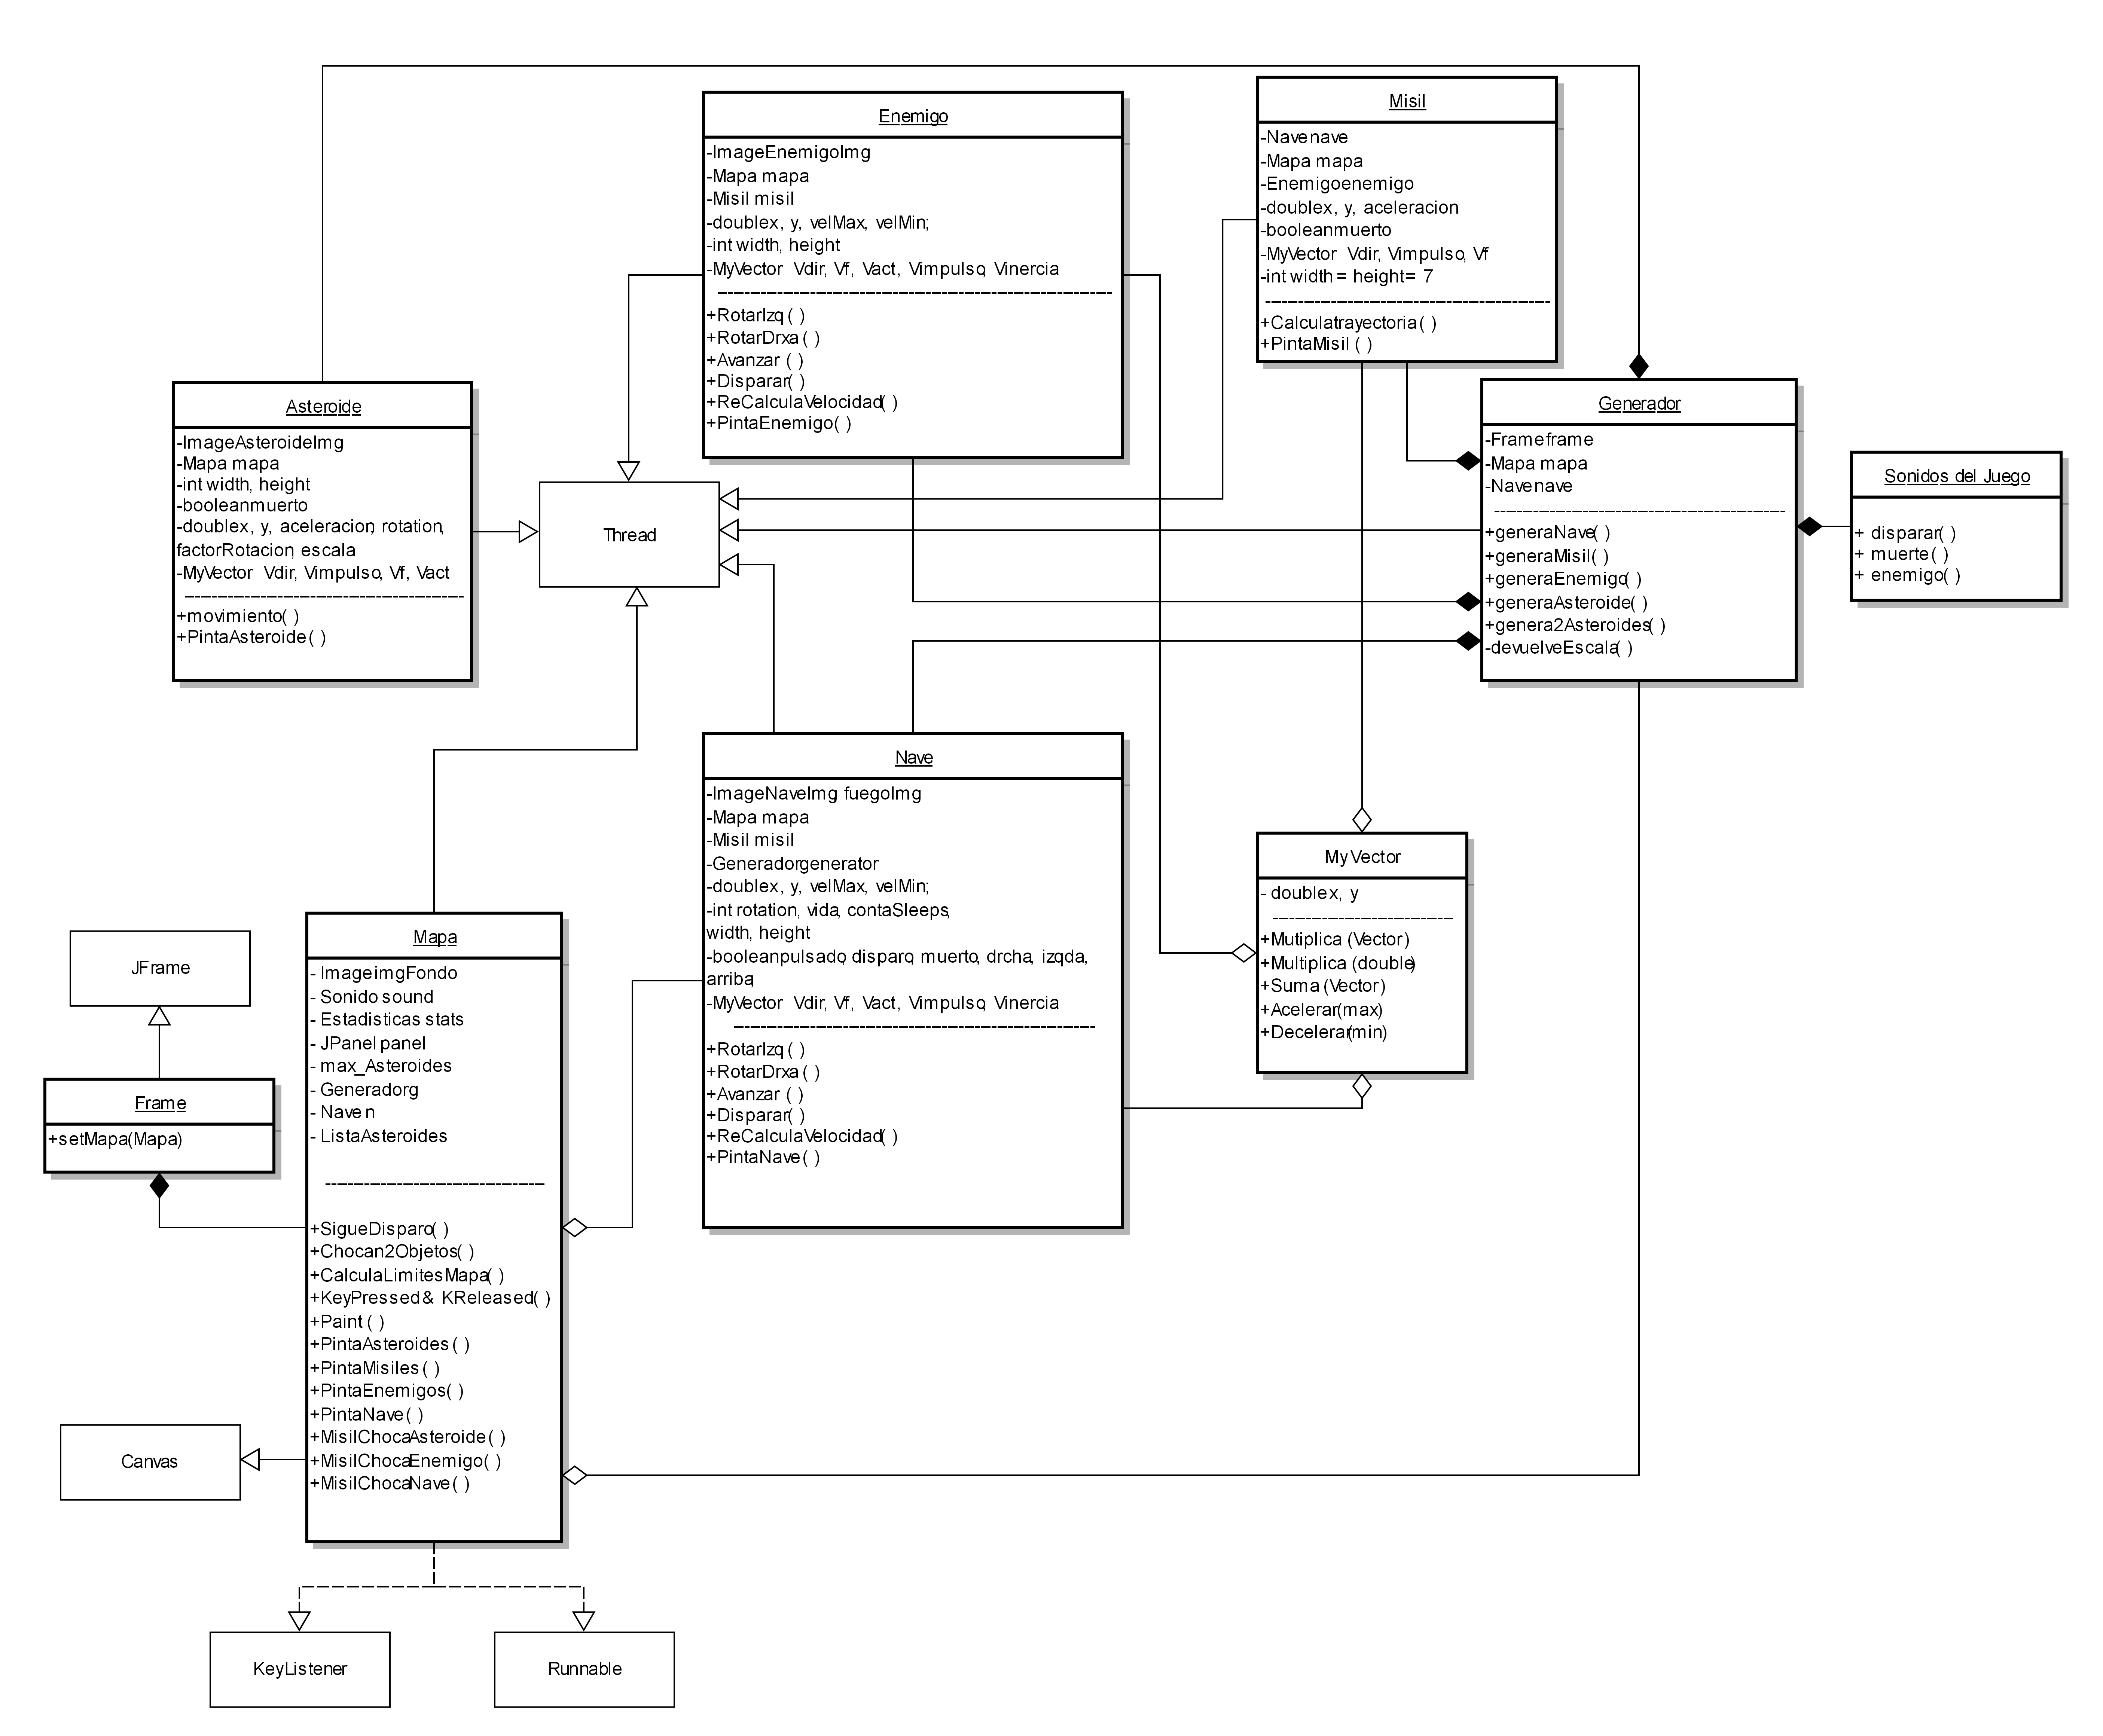 Enemigo
-ImageEnemigoImg
-Mapa mapa
-Misil misil
-doublex, y, velMax, velMin;
-int width, height
-MyVector Vdir, Vf, Vact, Vimpulso, Vinercia
+RotarIzq ( )
+RotarDrxa ( )
+Avanzar ( )
+Disparar( )
+ReCalculaVelocidad( )
+PintaEnemigo( )
Misil
-Navenave
-Mapa mapa
-Enemigoenemigo
-doublex, y, aceleracion
-booleanmuerto
-MyVector Vdir, Vimpulso, Vf
-int width = height = 7
+Calculatrayectoria( )
+PintaMisil ( )
Asteroide
-ImageAsteroideImg
-Mapa mapa
-int width, height
-booleanmuerto
-doublex, y, aceleracion, rotation,
factorRotacion, escala
-MyVector Vdir, Vimpulso, Vf, Vact
+movimiento( )
+PintaAsteroide ( )
Thread
Generador
-Frameframe
-Mapa mapa
-Navenave
+generaNave( )
+generaMisil( )
+generaEnemigo( )
+generaAsteroide( )
+genera2Asteroides( )
-devuelveEscala( )
Sonidos del Juego
+ disparar( )
+ muerte( )
+ enemigo( )
Nave
-ImageNaveImg, fuegoImg
-Mapa mapa
-Misil misil
-Generadorgenerator
-doublex, y, velMax, velMin;
-int rotation, vida, contaSleeps,
width, height
-booleanpulsado, disparo, muerto, drcha, izqda,
arriba;
-MyVector Vdir, Vf, Vact, Vimpulso, Vinercia
+RotarIzq ( )
+RotarDrxa ( )
+Avanzar ( )
+Disparar( )
+ReCalculaVelocidad( )
+PintaNave ( )
MyVector
- doublex, y
+Mutiplica (Vector)
+Multiplica (double)
+Suma (Vector)
+Acelerar(max)
+Decelerar(min)
JFrame
Frame
+setMapa(Mapa)
Mapa
- ImageimgFondo
- Sonido sound
- Estadisticas stats
- JPanel panel
- max_Asteroides
- Generadorg
- Nave n
- ListaAsteroides
+SigueDisparo( )
+Chocan2Objetos( )
+CalculaLimitesMapa( )
+KeyPressed & KReleased( )
+Paint ( )
+PintaAsteroides ( )
+PintaMisiles ( )
+PintaEnemigos( )
+PintaNave ( )
+MisilChocaAsteroide ( )
+MisilChocaEnemigo( )
+MisilChocaNave ( )
Canvas
KeyListener
Runnable